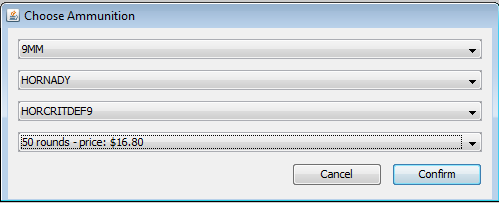 Choose Ammunition
9MM
HORNADY
HORCRITDEF9
50 rounds - price: $16.80
Cancel Confirm